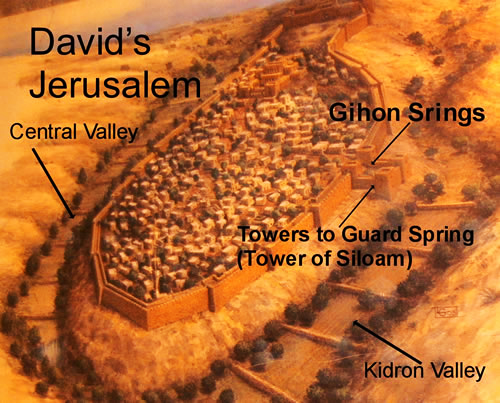 David's
Jerusalem
Central Valley
Gihon Srings
Towers to Guard Spring
(Tower of Siloam)
Kidron Valley